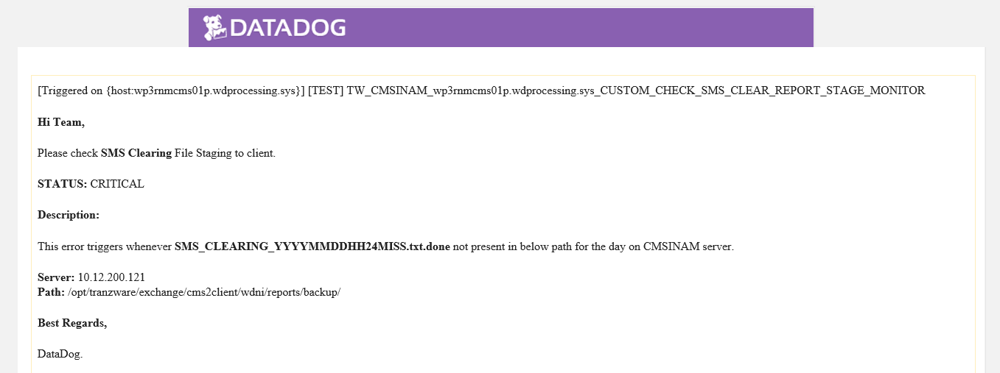 DATADOG
[Triggered on {host:wp3rnmcms01p.wdprocessing.sys}] [TEST] TW_CMSINAM_wp3rnmcms01p.wdprocessing.sys_CUSTOM_CHECK_SMS_CLEAR_REPORT_STAGE_MONITOR
Hi Team,
Please check SMS Clearing File Staging to client.
STATUS: CRITICAL
Description:
This error triggers whenever SMS_CLEARING_YYYYMMDDHH24MISS.txt.done not present in below path for the day on CMSINAM server.
Server: 10.12.200.121
Path: /opt/tranzware/exchange/cms2client/wdni/reports/backup/
Best Regards,
DataDog.